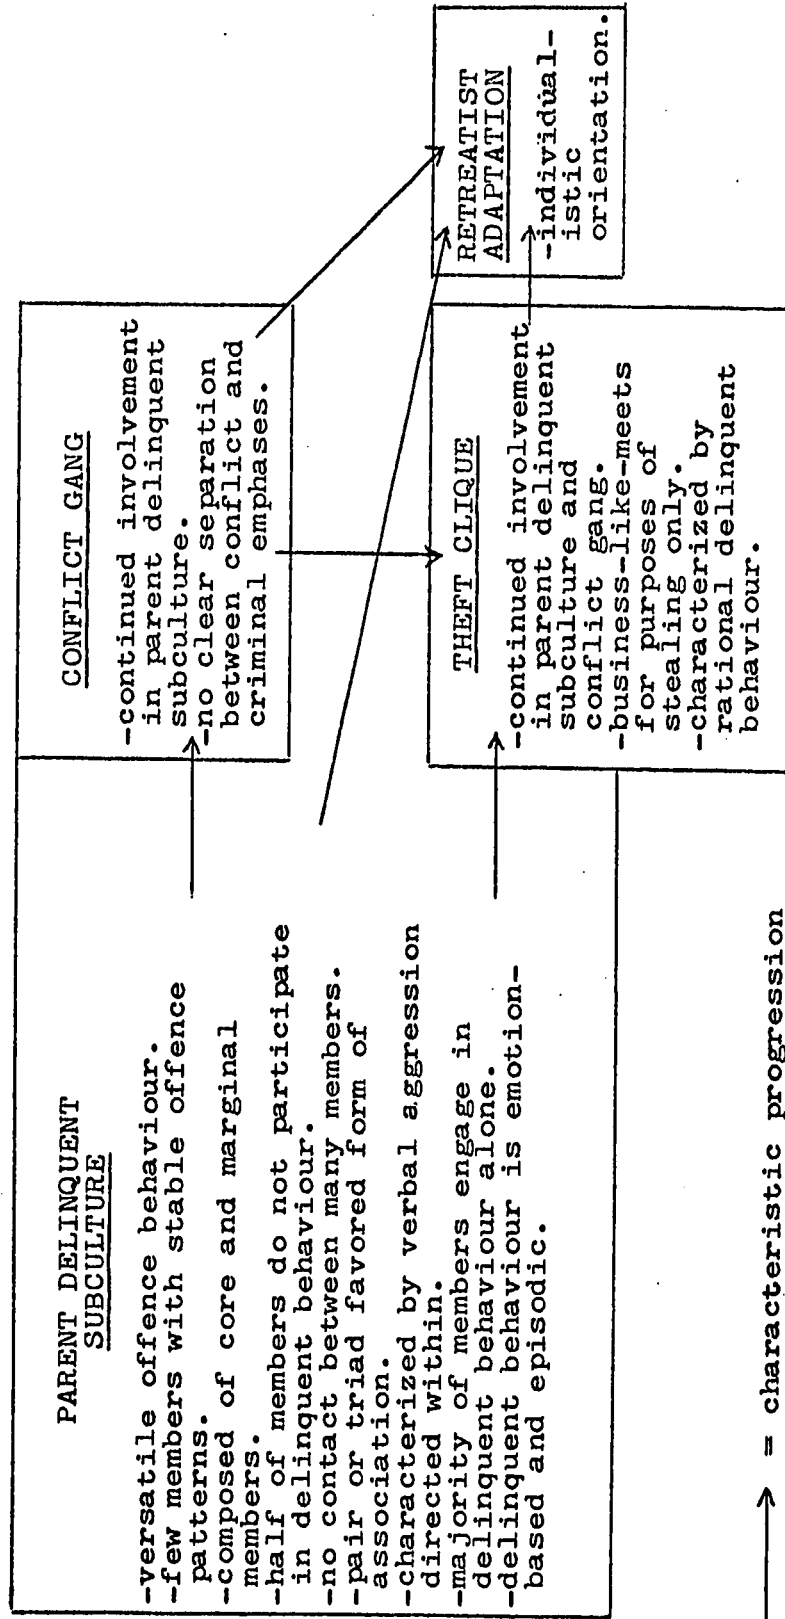 PARENT DELINQUENT
SUBCULTURE
-versatile offence behaviour.
-few members with stable offence
patterns.
-composed of core and marginal
members.
-half of members do not participate
in delinquent behaviour.
-no contact between many members.
-pair or triad favored form of
association.
-characterized by verbal aggression
directed within.
-majority of members engage in
delinquent behaviour alone.
-delinquent behaviour is emotion-
based and episodic.
CONFLICT GANG
-continued involvement
in parent delinquent
subculture.
-no clear separation
between conflict and
criminal emphases.
THEFT CLIQUE
-continued involvement
in parent delinquent
subculture and
conflict gang.
-business-like-meets
for purposes of
stealing only.
-characterized by
rational delinquent
behaviour.
RETREATIST
ADAPTATION
-individual-
istic
orientation.
= characteristic progression